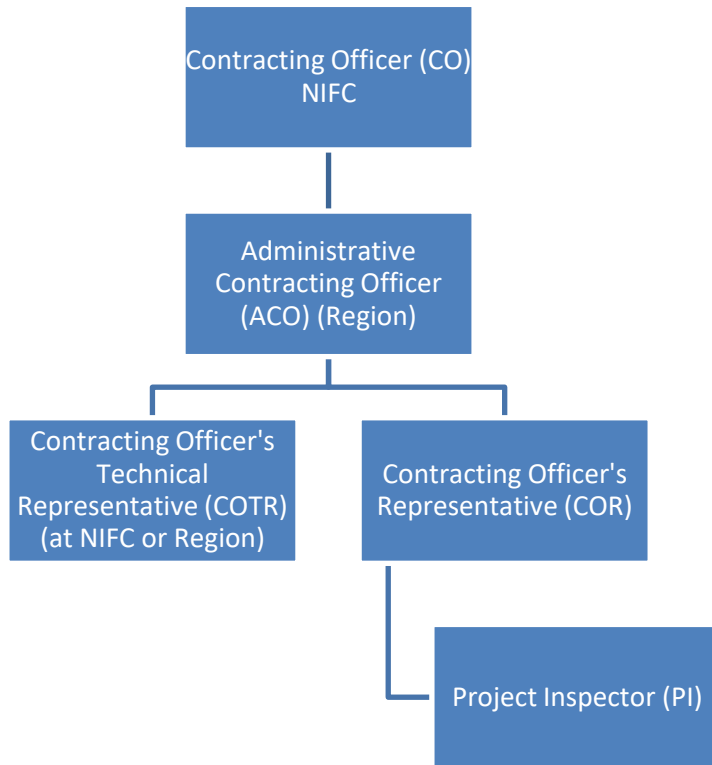 Contracting Officer (CO)
NIFC
Administrative
Contracting Officer
(ACO) (Region)
Contracting Officer's
Technical
Representative (COTR)
(at NIFC or Region)
Contracting Officer's
Representative (COR)
Project Inspector (PI)